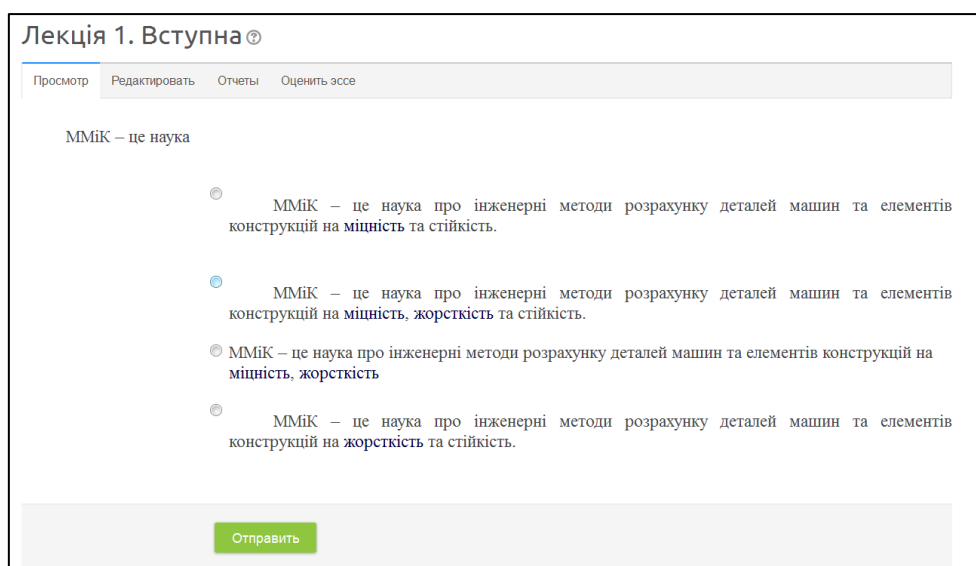 Лекція 1. Вступна
Просмотр Редактировать Отчеты Оценить эссе
ММіК – це наука
ММіК – це наука про інженерні методи розрахунку деталей машин та елементів
конструкцій на міцність та стійкість.
ММіК – це наука про інженерні методи розрахунку деталей машин та елементів
конструкцій на міцність, жорсткість та стійкість.
ММіК – це наука про інженерні методи розрахунку деталей машин та елементів конструкцій на
міцність, жорсткість
ММіК – це наука про інженерні методи розрахунку деталей машин та елементів
конструкцій на жорсткість та стійкість.
Отправить